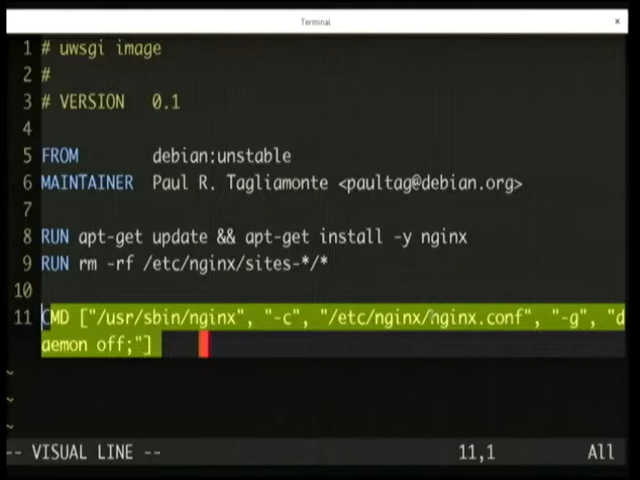 Terminal
x
1 # uwsgi image
2 #
3 # VERSION 0.1
4
5 FROM debian:unstable
6 MAINTAINER Paul R. Tagliamonte <paultag@debian.org>
7
8 RUN apt-get update && apt-get install -y nginx
9 RUN rm -rf /etc/nginx/sites-*/*
10
11 CMD ["/usr/sbin/nginx", "-c", "/etc/nginx/nginx.conf", "-g", "d
aemon off;"]
~
~
~
-- VISUAL LINE -- 11,1 All